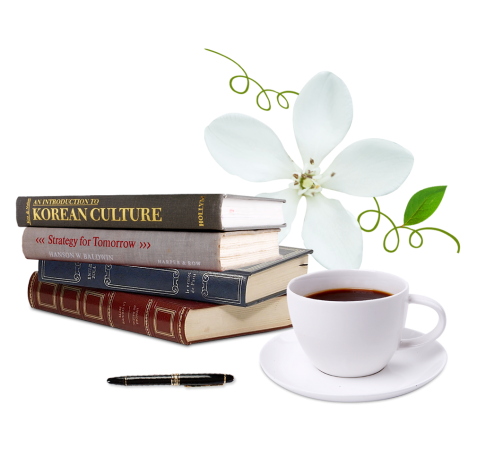 AN INTRODUCTION TO
KOREAN CULTURE
HOLLYM
‹‹‹ Strategy for Tomorrow ›››
HANSON W. BALDWIN
HARPER & ROW